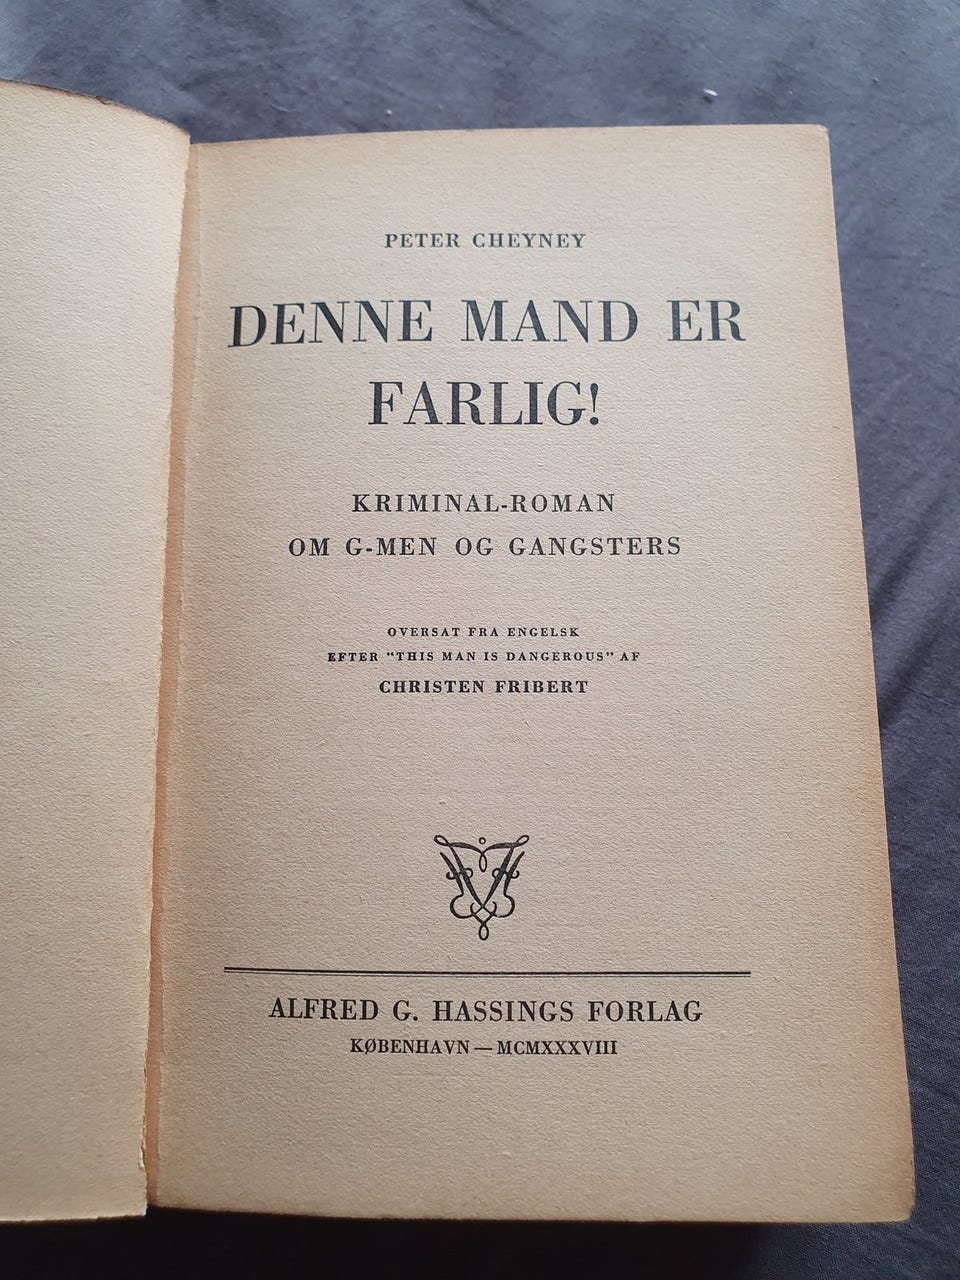 PETER CHEYNEY
DENNE MAND ER
FARLIG!
KRIMINAL-ROMAN
OM G-MEN OG GANGSTERS
OVERSAT FRA ENGELSK
EFTER "THIS MAN IS DANGEROUS" AF
CHRISTEN FRIBERT
ALFRED G. HASSINGS FORLAG
KØBENHAVN — MCMXXXVIII